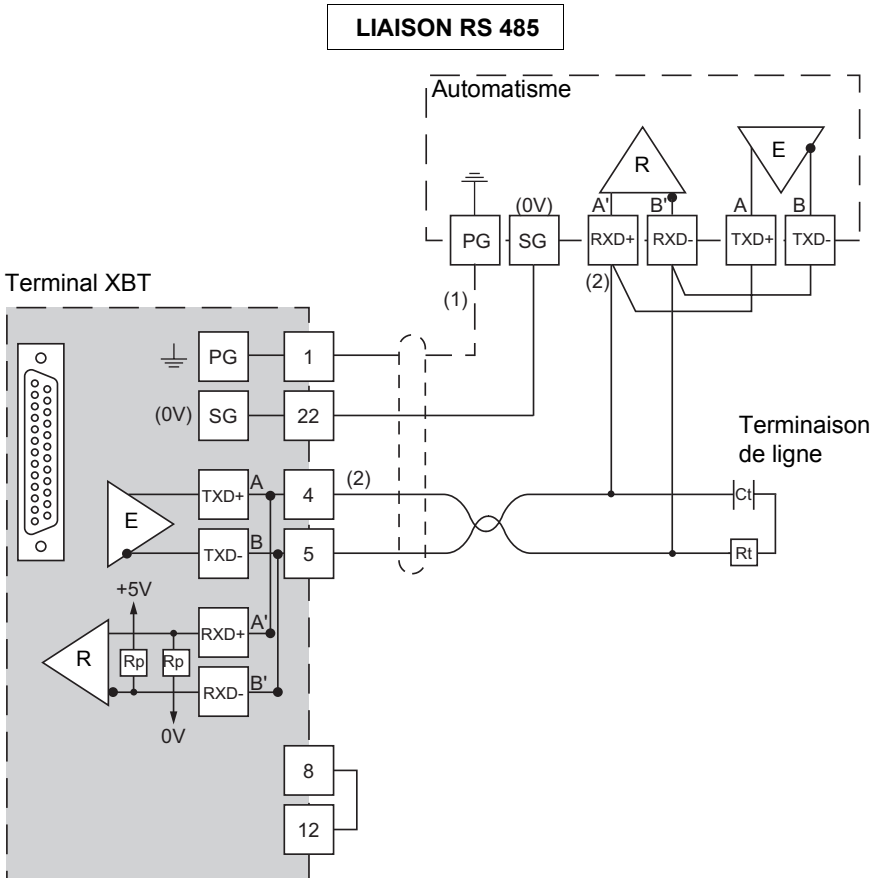 LIAISON RS 485
Automatisme
R
E
(0V)
A'
B'
A
B
PG
SG
RXD+
RXD-
TXD+
TXD-
(1)
(2)
Terminal XBT
PG
1
(0V)
SG
22
TXD+
A
4
(2)
E
TXD-
B
5
Terminaison
de ligne
Ct
Rt
+5V
RXD+
A'
R
Rp
Rp
RXD-
B'
0V
8
12